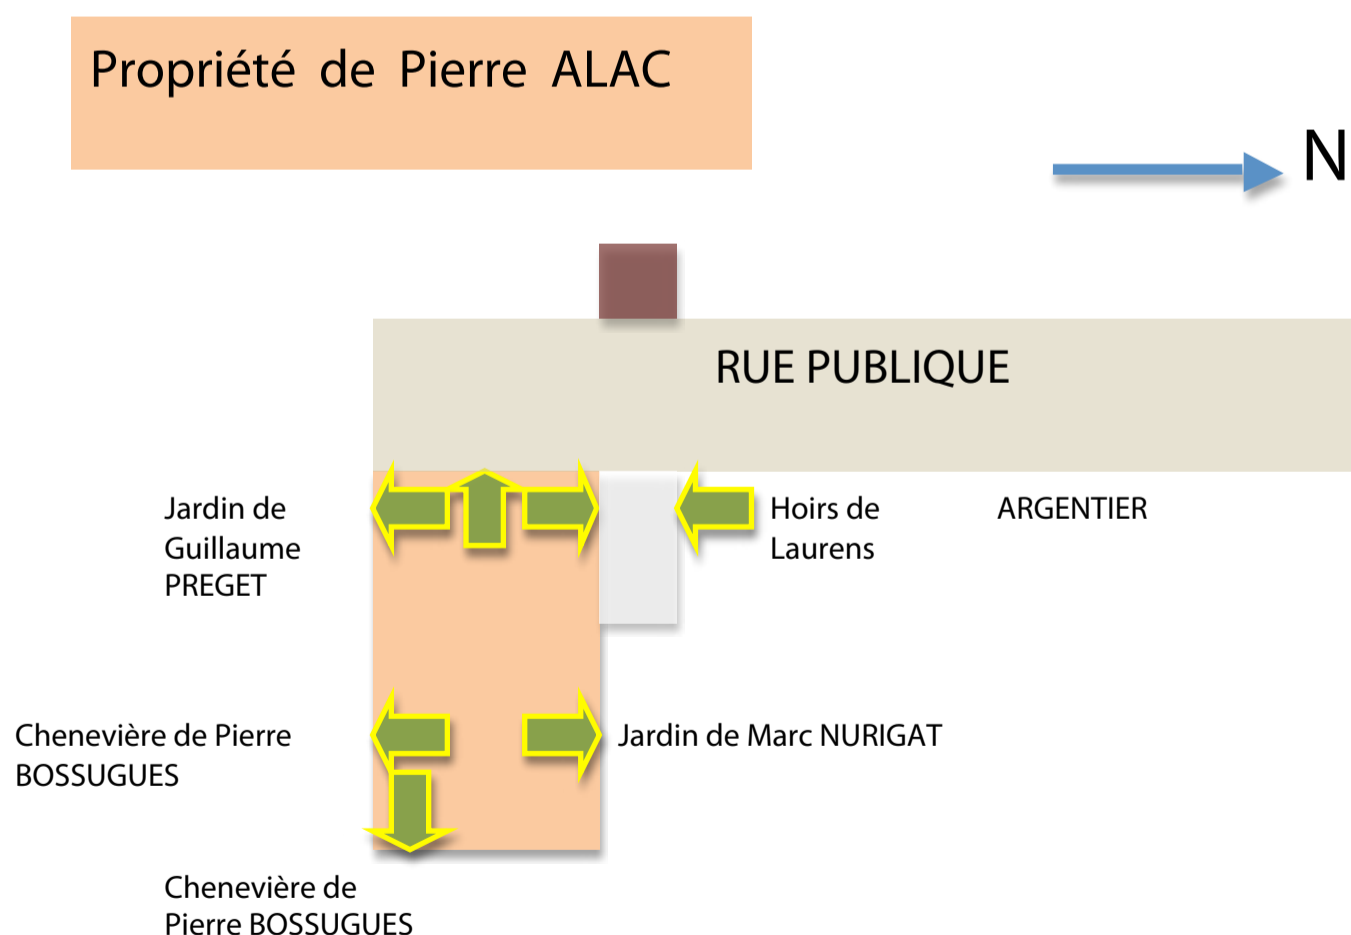 Propriété de Pierre ALAC
N
RUE PUBLIQUE
Jardin de
Guillaume
PREGET
Hoirs de
Laurens
ARGENTIER
Chenevière de Pierre
BOSSUGUES
Jardin de Marc NURIGAT
Chenevière de
Pierre BOSSUGUES